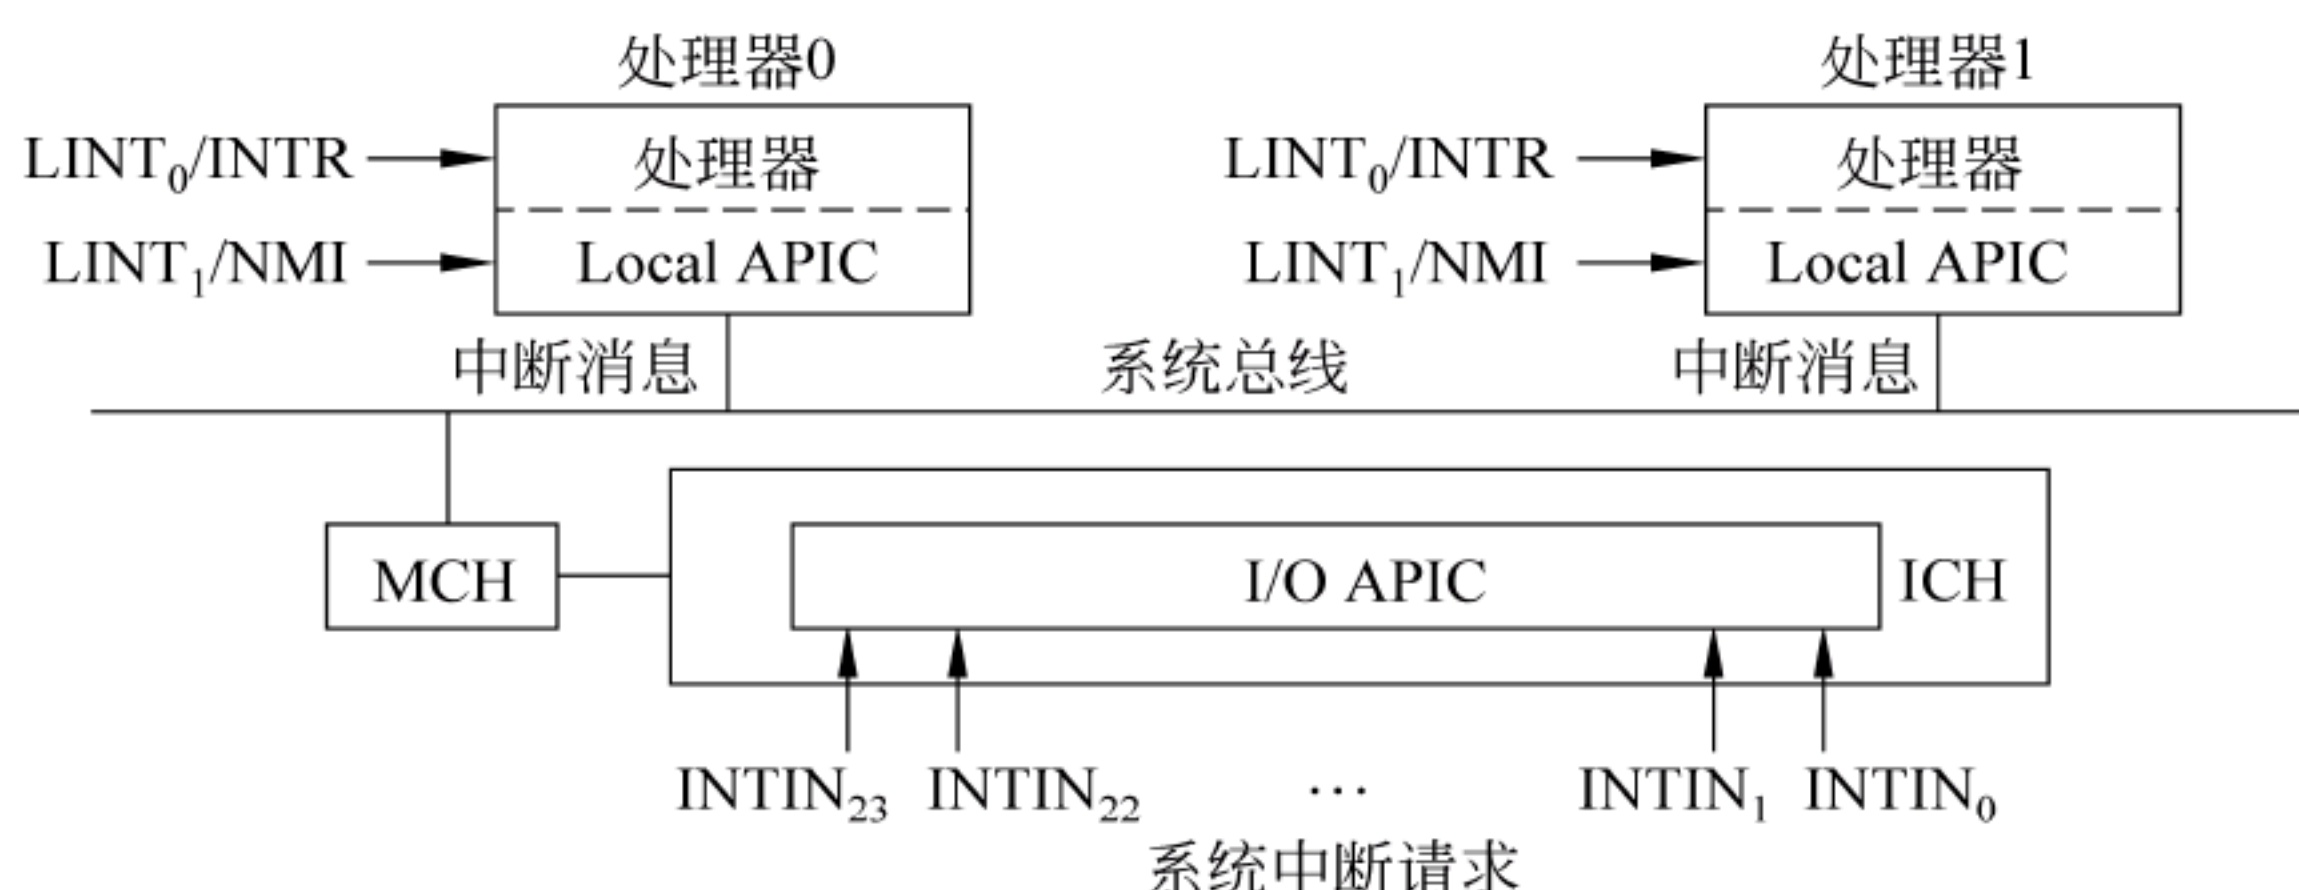 处理器0 处理器1
LINT0/INTR 处理器 LINT0/INTR 处理器
LINT1/NMI Local APIC LINT1/NMI Local APIC
中断消息 系统总线 中断消息
MCH I/O APIC ICH
INTIN23 INTIN22 … INTIN1 INTIN0
系统中断请求